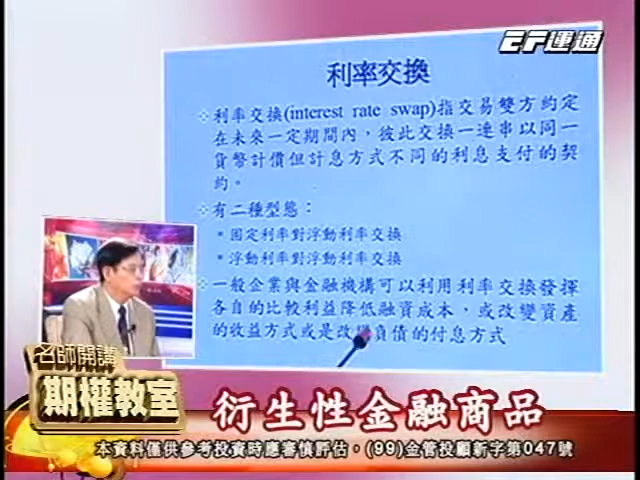 EF運通
利率交換
利率交換(interest rate swap)指交易雙方約定
在未來一定期間內，彼此交換一連串以同一
貨幣計價但計息方式不同的利息支付的契
約。
有二種型態：
固定利率對浮動利率交換
浮動利率對浮動利率交換
一般企業與金融機構可以利用利率交換發揮
各自的比較利益降低融資成本，或改變資產
的收益方式或是改變負債的付息方式
名師開講
期權教室
衍生性金融商品
本資料僅供參考投資時應審慎評估，(99)金管投顧新字第047號